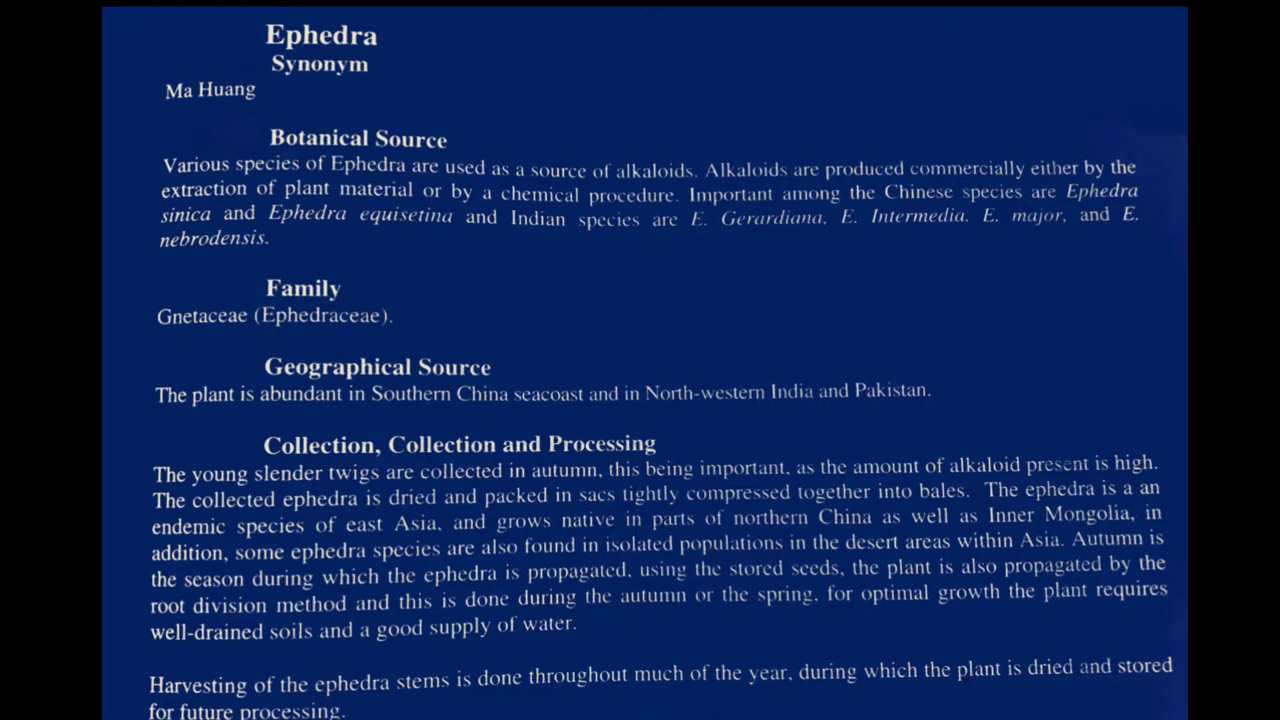 Ephedra
Synonym
Ma Huang
Botanical Source
Various species of Ephedra are used as a source of alkaloids. Alkaloids are produced commercially either by the
extraction of plant material or by a chemical procedure. Important among the Chinese species are Ephedra
sinica and Ephedra equisetina and Indian species are E. Gerardiana, E. Intermedia. E. major, and E.
nebrodensis.
Family
Gnetaceae (Ephedraceae).
Geographical Source
The plant is abundant in Southern China seacoast and in North-western India and Pakistan.
Collection, Collection and Processing
The young slender twigs are collected in autumn, this being important, as the amount of alkaloid present is high.
The collected ephedra is dried and packed in sacs tightly compressed together into bales. The ephedra is a an
endemic species of east Asia, and grows native in parts of northern China as well as Inner Mongolia, in
addition, some ephedra species are also found in isolated populations in the desert areas within Asia. Autumn is
the season during which the ephedra is propagated, using the stored seeds, the plant is also propagated by the
root division method and this is done during the autumn or the spring, for optimal growth the plant requires
well-drained soils and a good supply of water.
Harvesting of the ephedra stems is done throughout much of the year, during which the plant is dried and stored
for future processing.